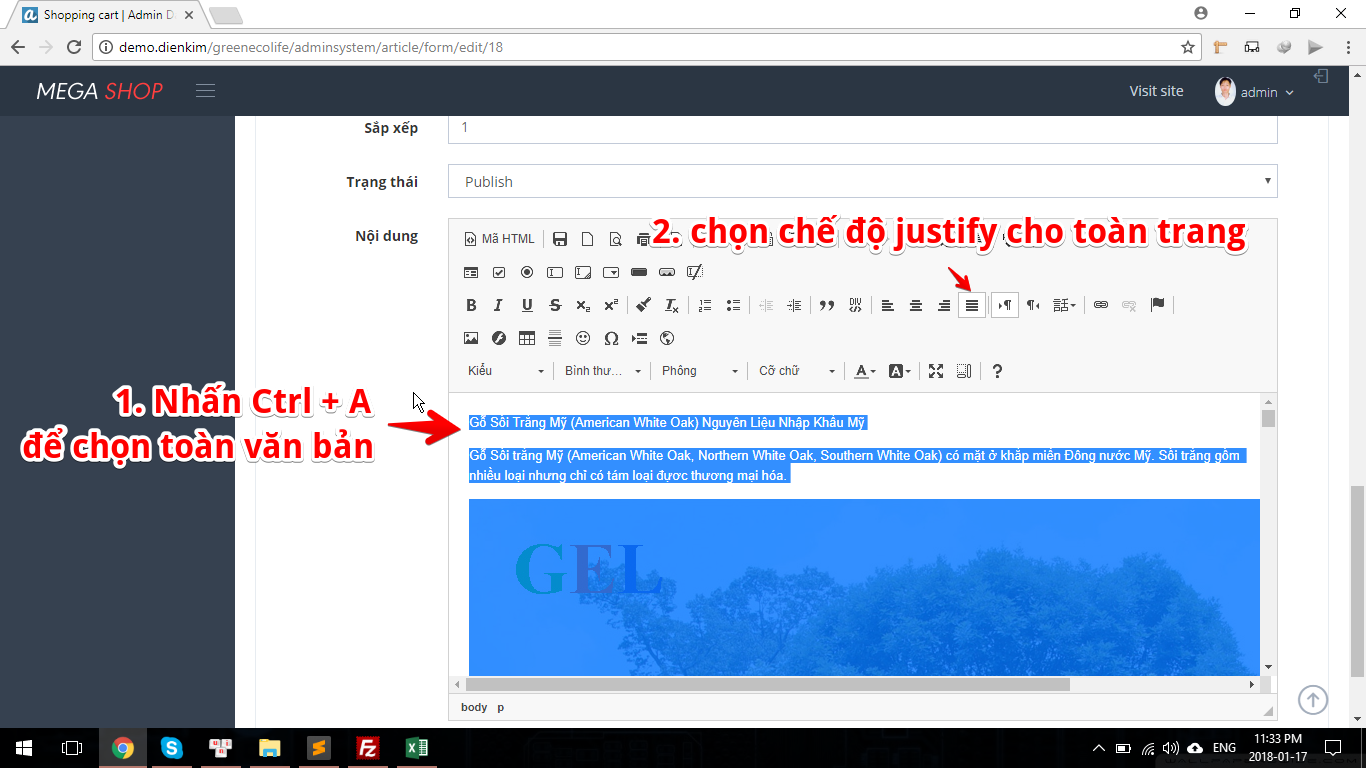 Shopping cart | Admin D
demo.dienkim/greenecolife/adminsystem/article/form/edit/18
MEGA SHOP
Visit site
admin
Sắp xếp
1
Trạng thái
Publish
Nội dung
Mã HTML
2. chọn chế độ justify cho toàn trang
B I U S x₂ x²
DIV
Kiểu
Bình thư...
Phông
Cỡ chữ
A
A
?
1. Nhấn Ctrl + A
để chọn toàn văn bản
Gỗ Sồi Trắng Mỹ (American White Oak) Nguyên Liệu Nhập Khẩu Mỹ
Gỗ Sồi trắng Mỹ (American White Oak, Northern White Oak, Southern White Oak) có mặt ở khắp miền Đông nước Mỹ. Sồi trắng gồm
nhiều loại nhưng chỉ có tám loại được thương mại hóa.
GEL
body p
ENG
11:33 PM
2018-01-17